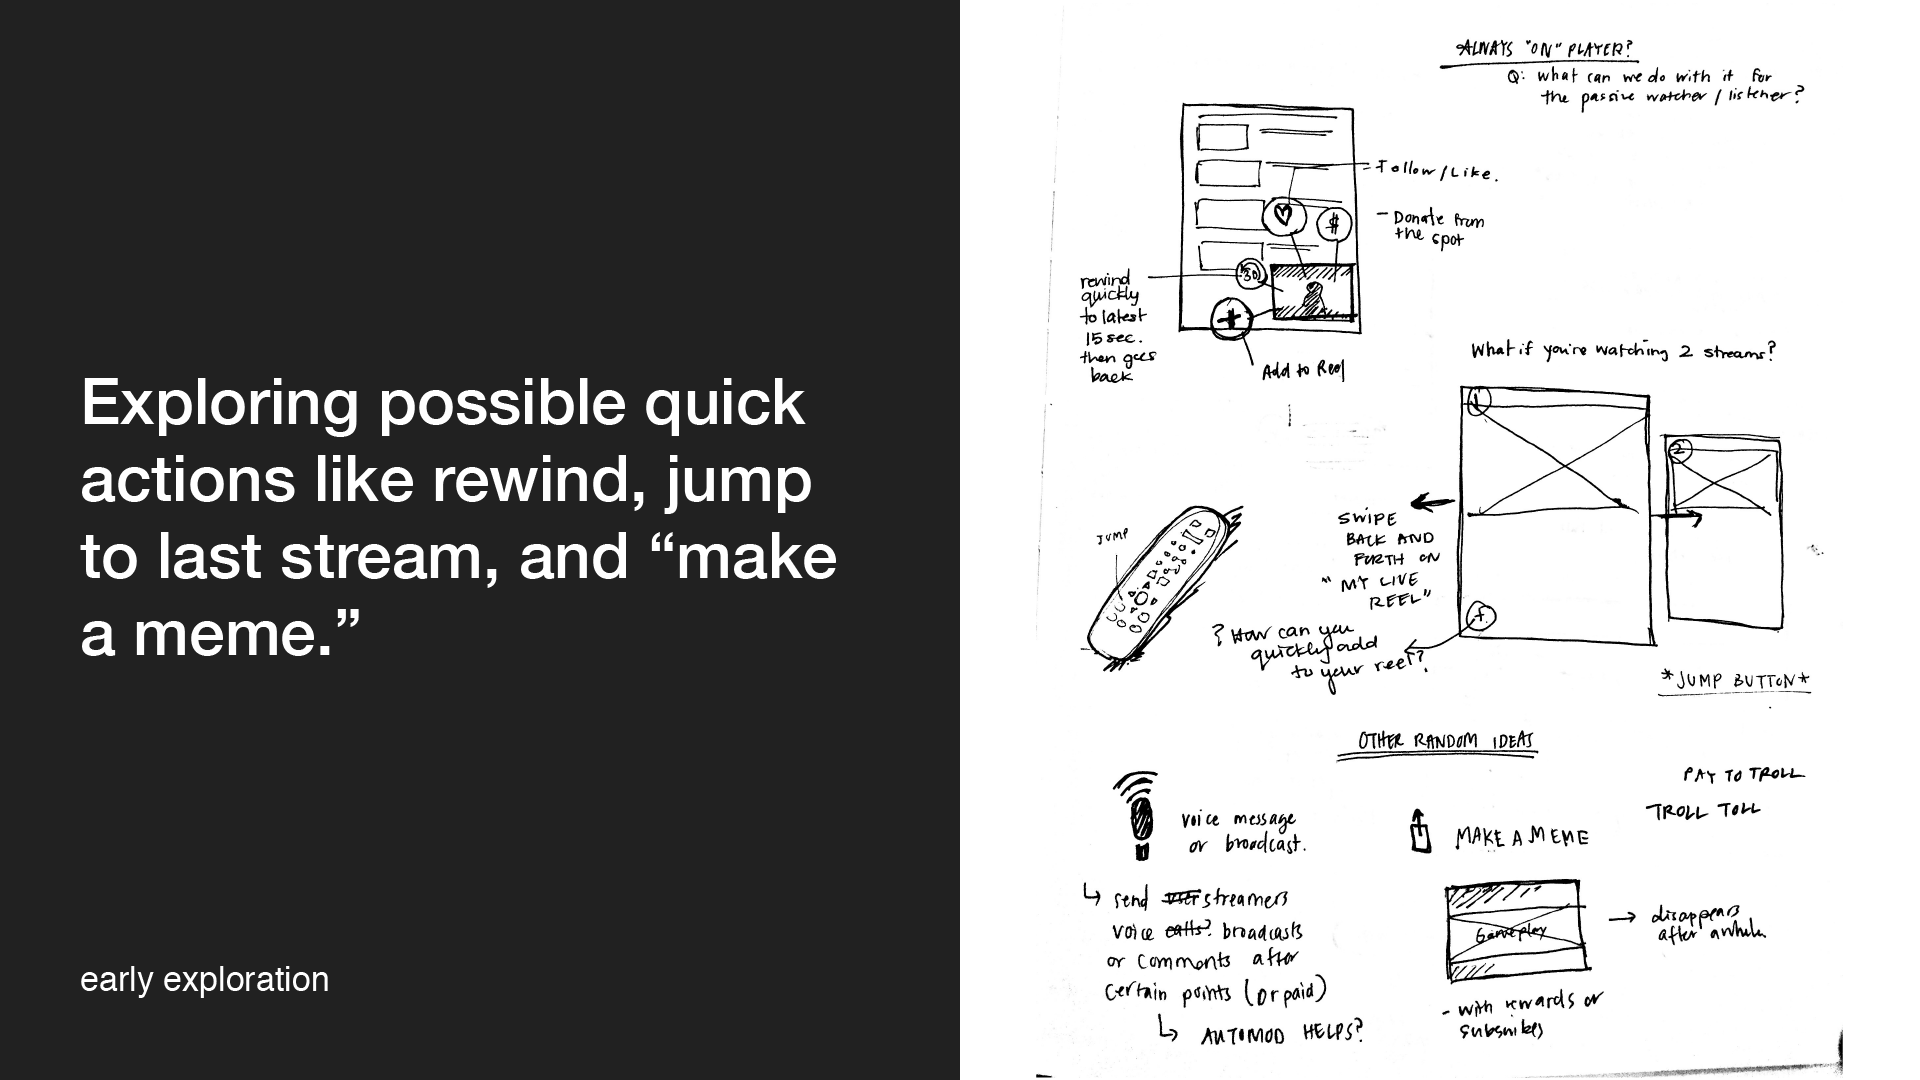 Exploring possible quick
actions like rewind, jump
to last stream, and “make
a meme.”
early exploration
ALWAYS "ON" PLAYER?
Q: what can we do with it for
the passive watcher / listener?
- Follow / Like.
- Donate from
the spot
$
30
rewind
quickly
to latest
15 sec.
then goes
back
+
Add to Reel
What if you're watching 2 streams?
1
2
JUMP
SWIPE
BACK AND
FORTH ON
"MY LIVE
REEL"
? How can you
quickly add
to your reel?
*JUMP BUTTON*
OTHER RANDOM IDEAS
PAY TO TROLL
TROLL TOLL
voice message
or broadcast.
MAKE A MEME
send user streamers
voice calls? broadcasts
or comments after
certain points (or paid)
AUTOMOD HELPS?
Gameplay
→ disappears
after awhile
- with rewards or